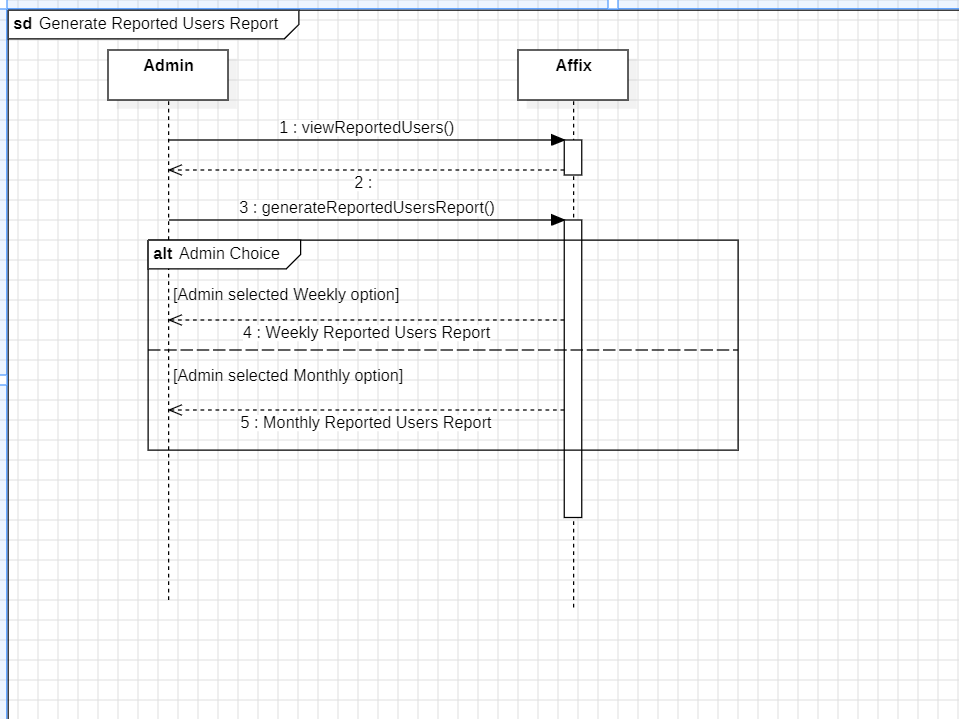 sd Generate Reported Users Report
Admin
Affix
1 : viewReportedUsers()
2 :
3 : generateReportedUsersReport()
alt Admin Choice
[Admin selected Weekly option]
4 : Weekly Reported Users Report
[Admin selected Monthly option]
5 : Monthly Reported Users Report